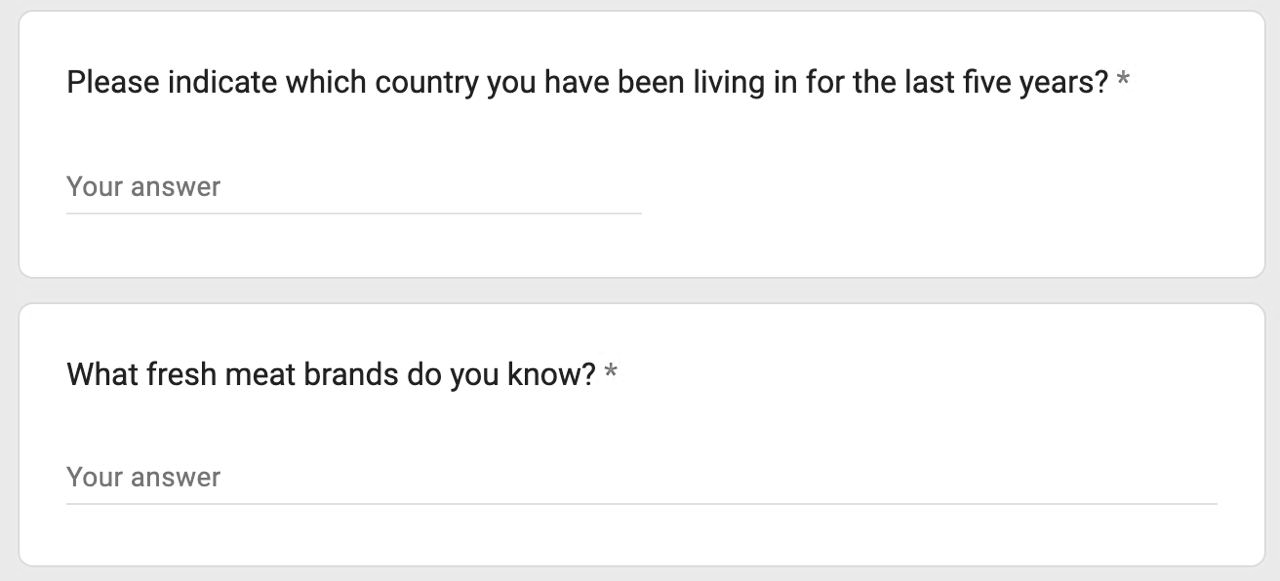 Please indicate which country you have been living in for the last five years? *
Your answer
What fresh meat brands do you know? *
Your answer